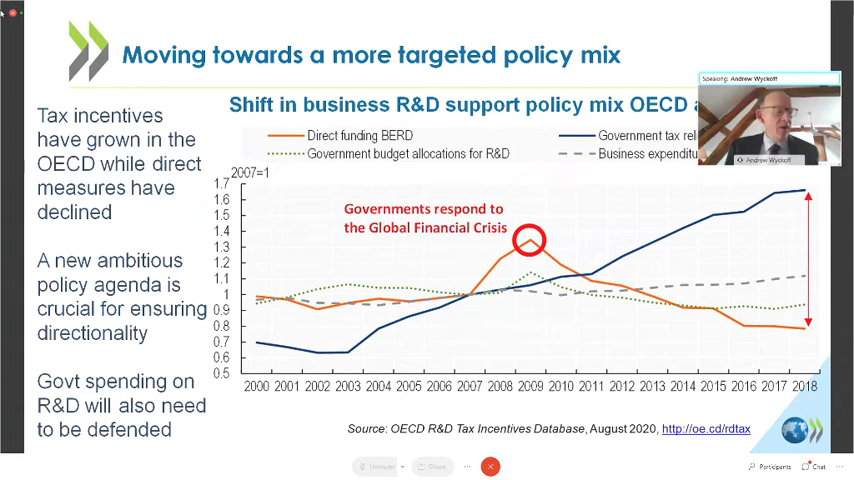 Moving towards a more targeted policy mix
Speaking: Andrew Wyckoff
Andrew Wyckoff
Tax incentives
have grown in the
OECD while direct
measures have
declined
A new ambitious
policy agenda is
crucial for ensuring
directionality
Govt spending on
R&D will also need
to be defended
Shift in business R&D support policy mix OECD
Direct funding BERD
Government tax
Government budget allocations for R&D
Business
2007=1
1.7
1.6
1.5
1.4
1.3
1.2
1.1
1
0.9
0.8
0.7
0.6
0.5
Governments respond to
the Global Financial Crisis
2000 2001 2002 2003 2004 2005 2006 2007 2008 2009 2010 2011 2012 2013 2014 2015 2016 2017 2018
Source: OECD R&D Tax Incentives Database, August 2020, http://oe.cd/rdtax
Unmute
Share
Participants
Chat